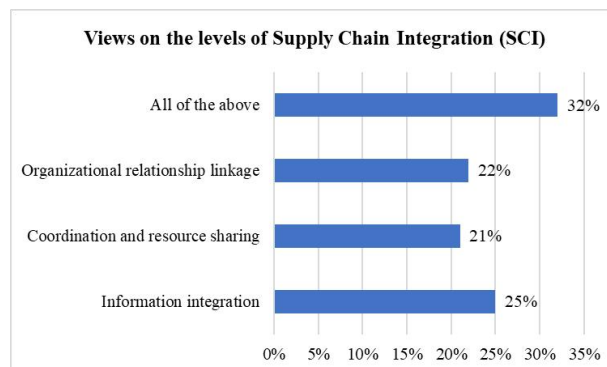 Views on the levels of Supply Chain Integration (SCI)
All of the above
32%
Organizational relationship linkage
22%
Coordination and resource sharing
21%
Information integration
25%
0% 5% 10% 15% 20% 25% 30% 35%